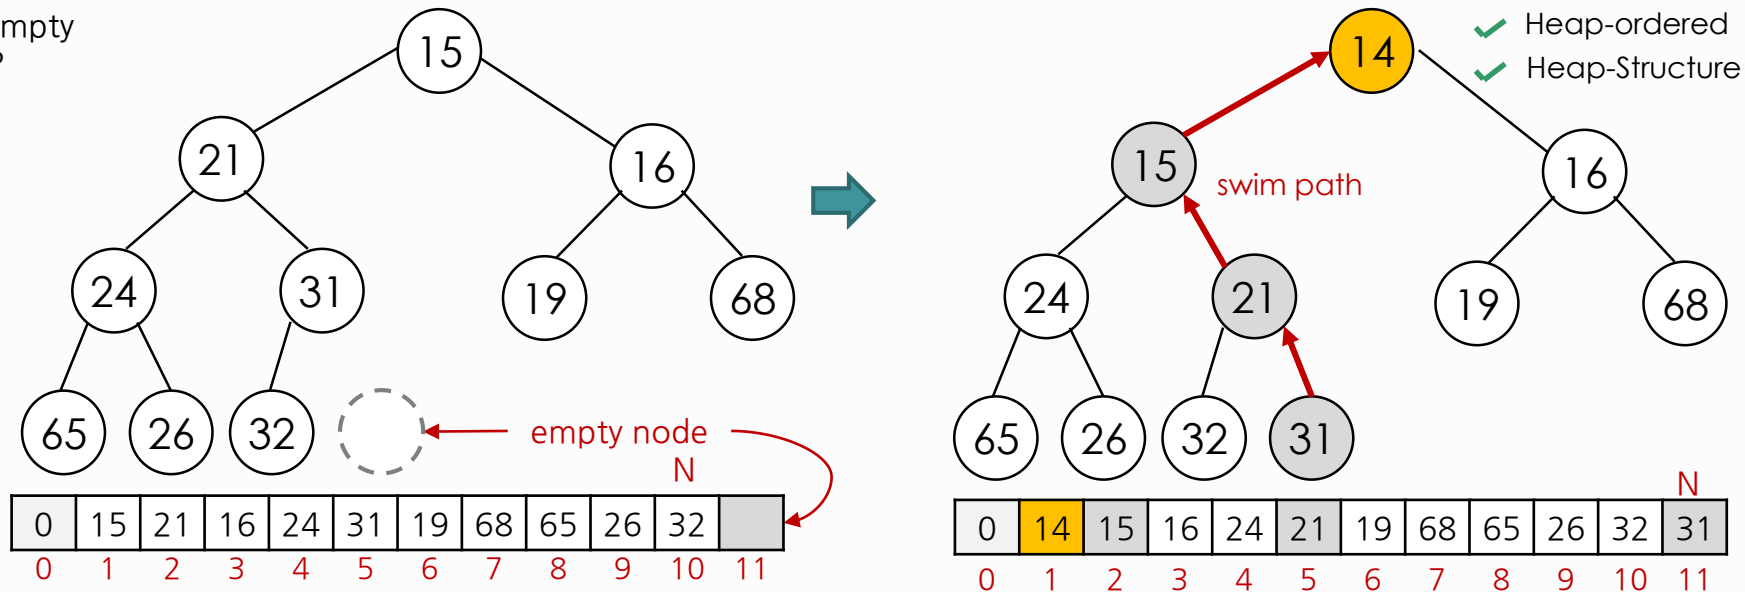 mpty
15
21
16
24
31
19
68
65
26
32
empty node
N
0 15 21 16 24 31 19 68 65 26 32
0 1 2 3 4 5 6 7 8 9 10 11
14
Heap-ordered
Heap-Structure
15
swim path
16
24
21
19
68
65
26
32
31
N
0 14 15 16 24 21 19 68 65 26 32 31
0 1 2 3 4 5 6 7 8 9 10 11